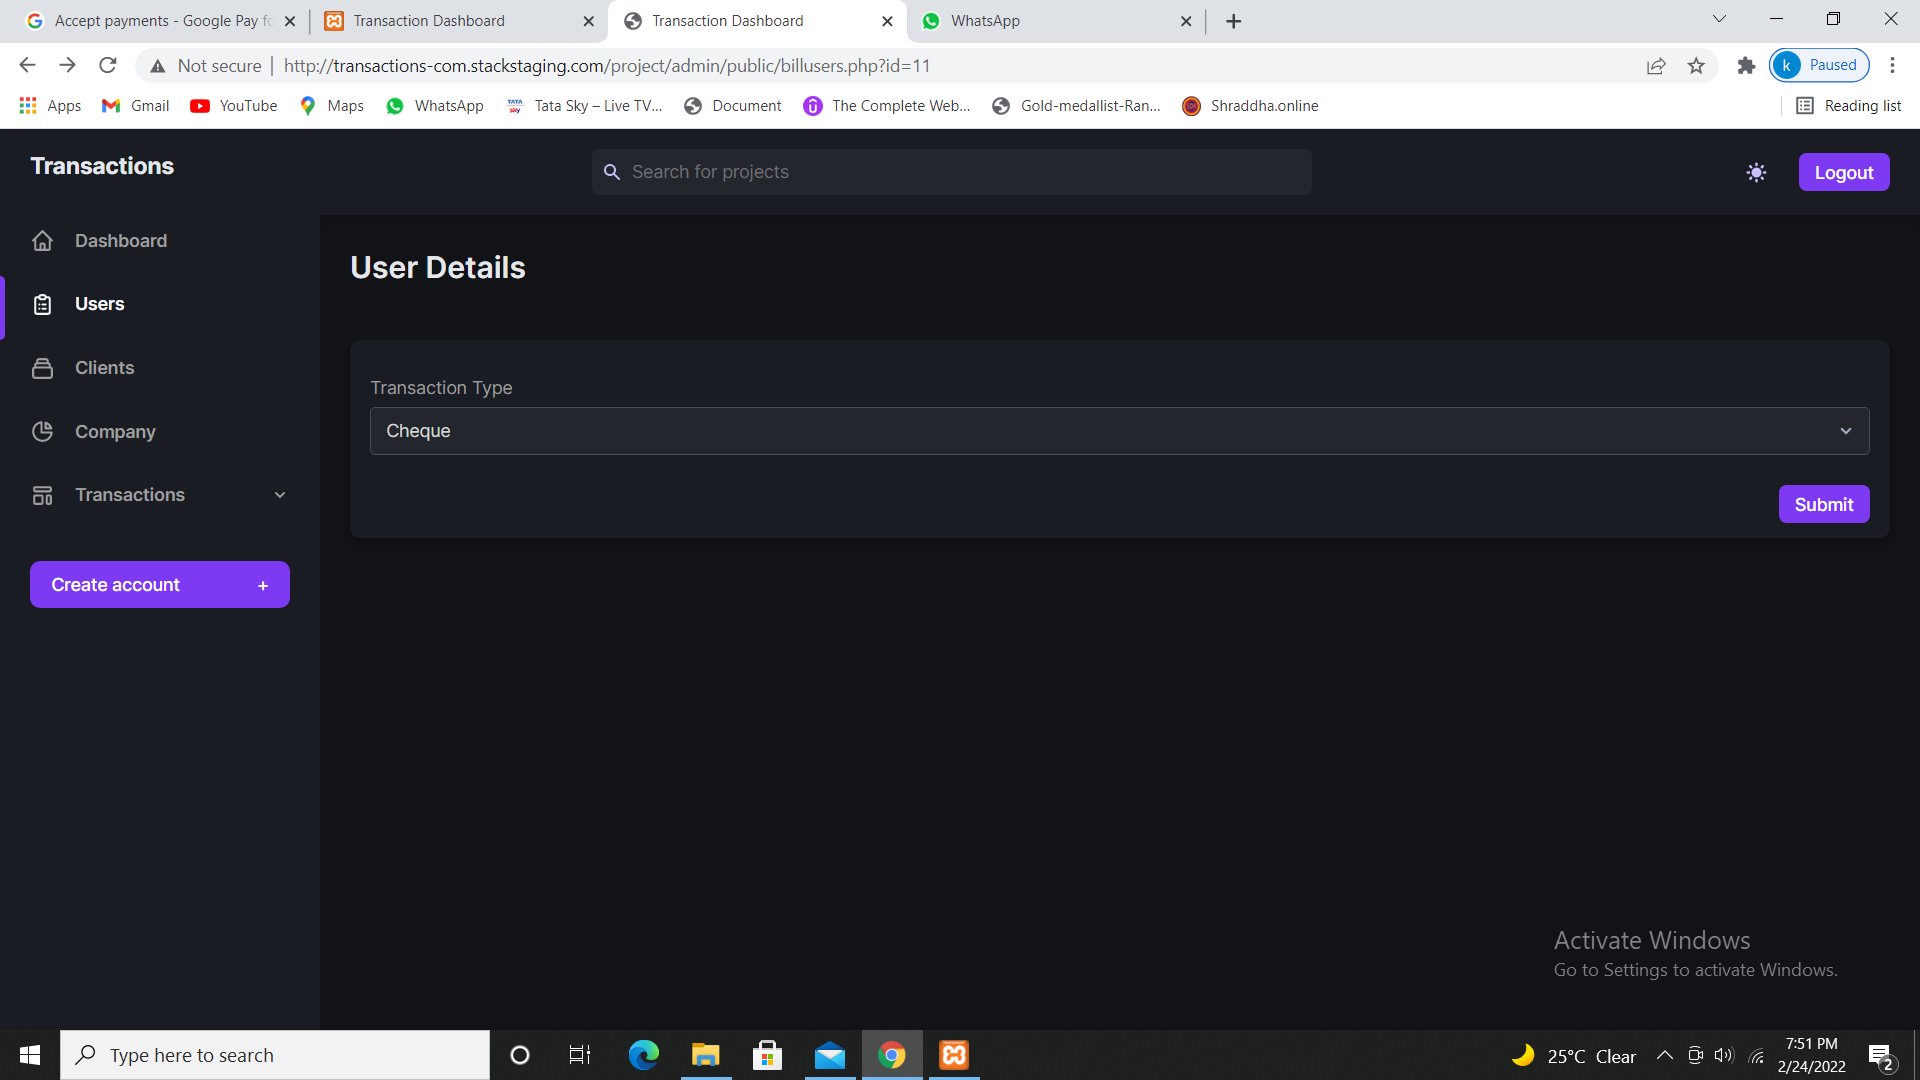 Accept payments - Google Pay fo
Transaction Dashboard
Transaction Dashboard
WhatsApp
Not secure
http://transactions-com.stackstaging.com/project/admin/public/billusers.php?id=11
k
Paused
Apps
Gmail
YouTube
Maps
WhatsApp
TATA sky
Tata Sky – Live TV...
Document
The Complete Web...
Gold-medallist-Ran...
Shraddha.online
Reading list
Transactions
Search for projects
Logout
Dashboard
Users
Clients
Company
Transactions
Create account +
User Details
Transaction Type
Cheque
Submit
Activate Windows
Go to Settings to activate Windows.
Type here to search
25°C Clear
7:51 PM
2/24/2022
2